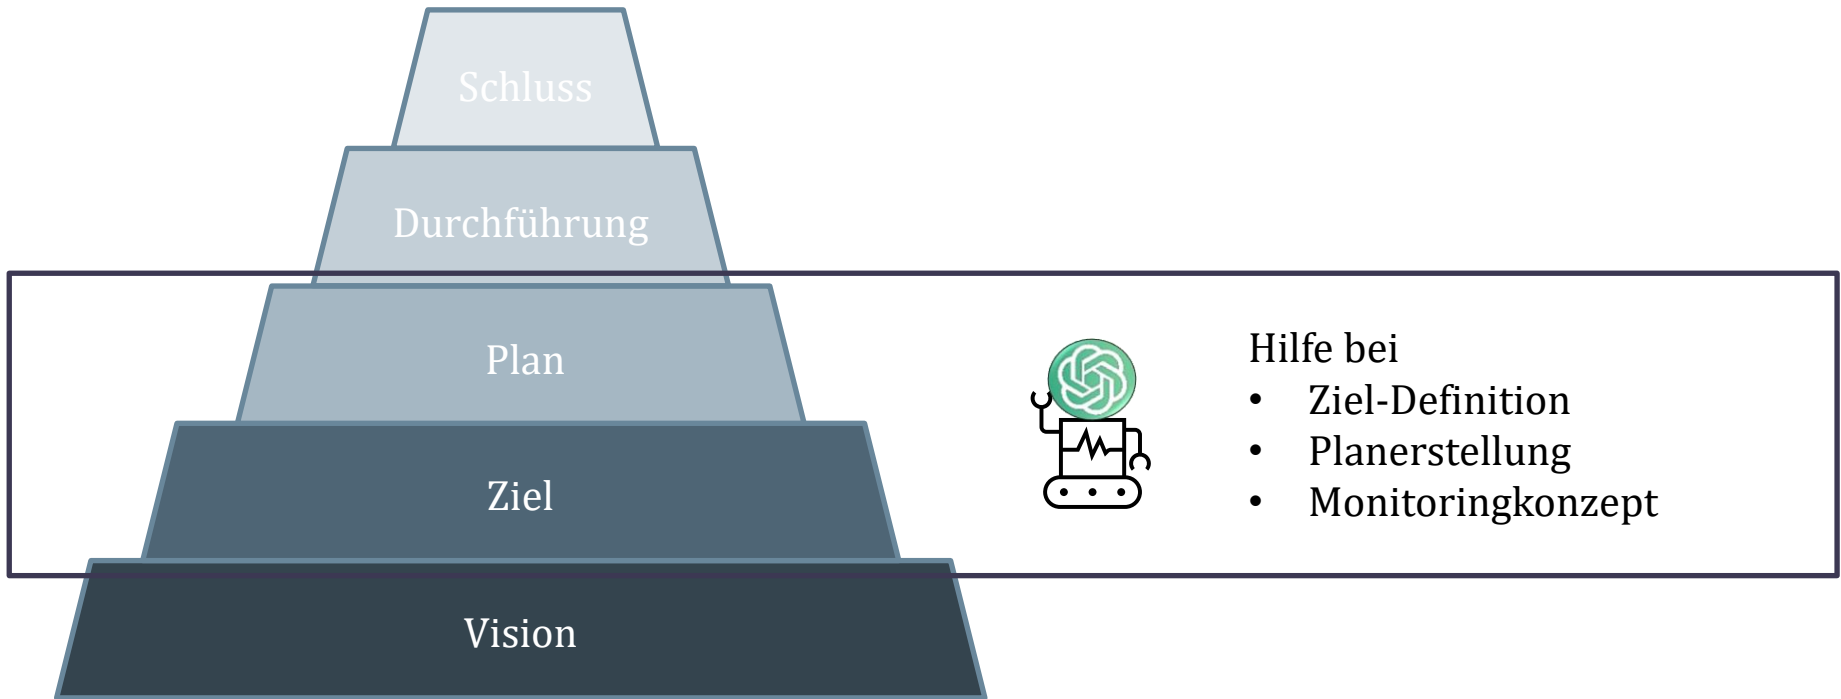 Schluss
Durchführung
Plan
Ziel
Vision
Hilfe bei
• Ziel-Definition
• Planerstellung
• Monitoringkonzept